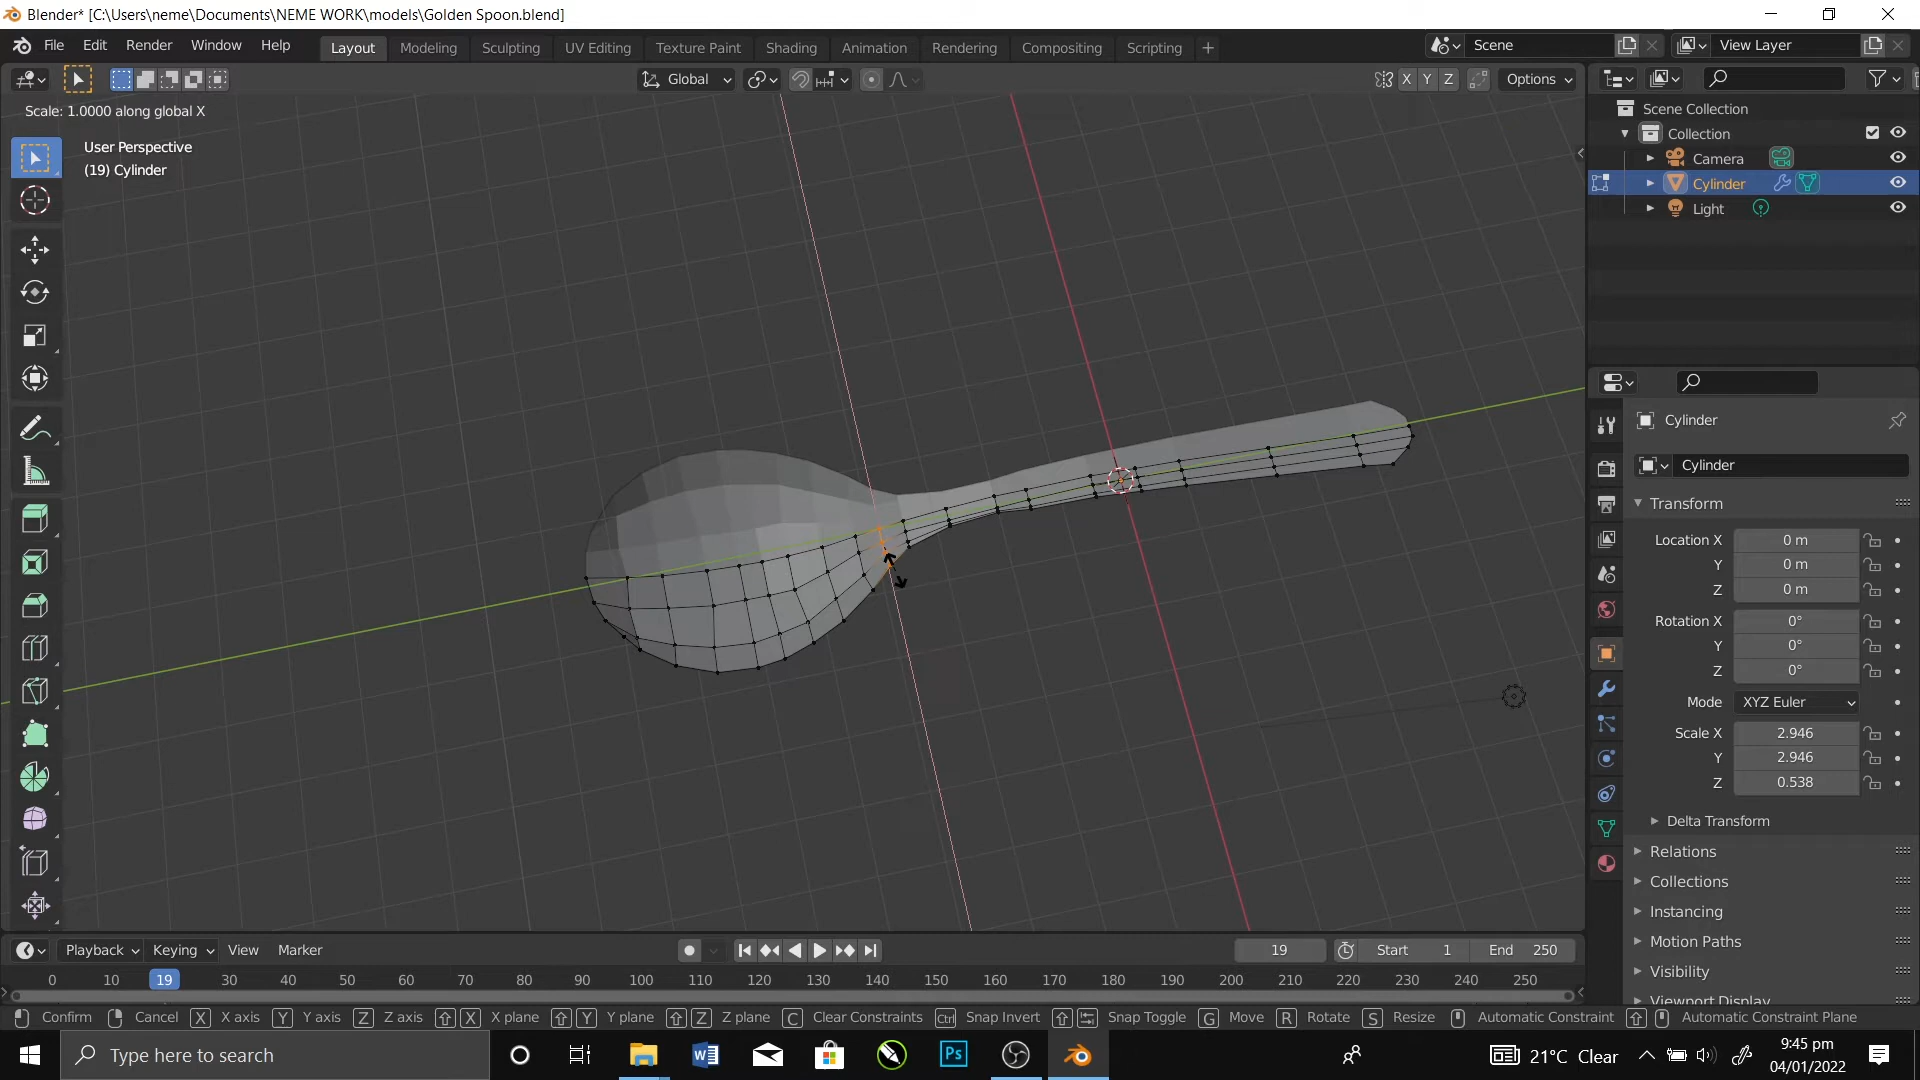 Blender* [C:\Users\neme\Documents\NEME WORK\models\Golden Spoon.blend]
File Edit Render Window Help Layout Modeling Sculpting UV Editing Texture Paint Shading Animation Rendering Compositing Scripting Scene View Layer
Global X Y Z Options
Scale: 1.0000 along global X
User Perspective
(19) Cylinder
Scene Collection
Collection
Camera
Cylinder
Light
Cylinder
Cylinder
Transform
Location X 0 m
Y 0 m
Z 0 m
Rotation X 0°
Y 0°
Z 0°
Mode XYZ Euler
Scale X 2.946
Y 2.946
Z 0.538
Delta Transform
Relations
Collections
Instancing
Motion Paths
Visibility
Viewport Display
Playback Keying View Marker 19 Start 1 End 250
0 10 19 30 40 50 60 70 80 90 100 110 120 130 140 150 160 170 180 190 200 210 220 230 240 250
Confirm Cancel X X axis Y Y axis Z Z axis X X plane Y Y plane Z Z plane C Clear Constraints Ctrl Snap Invert Snap Toggle G Move R Rotate S Resize Automatic Constraint Automatic Constraint Plane
Type here to search Ps 21°C Clear 9:45 pm
04/01/2022